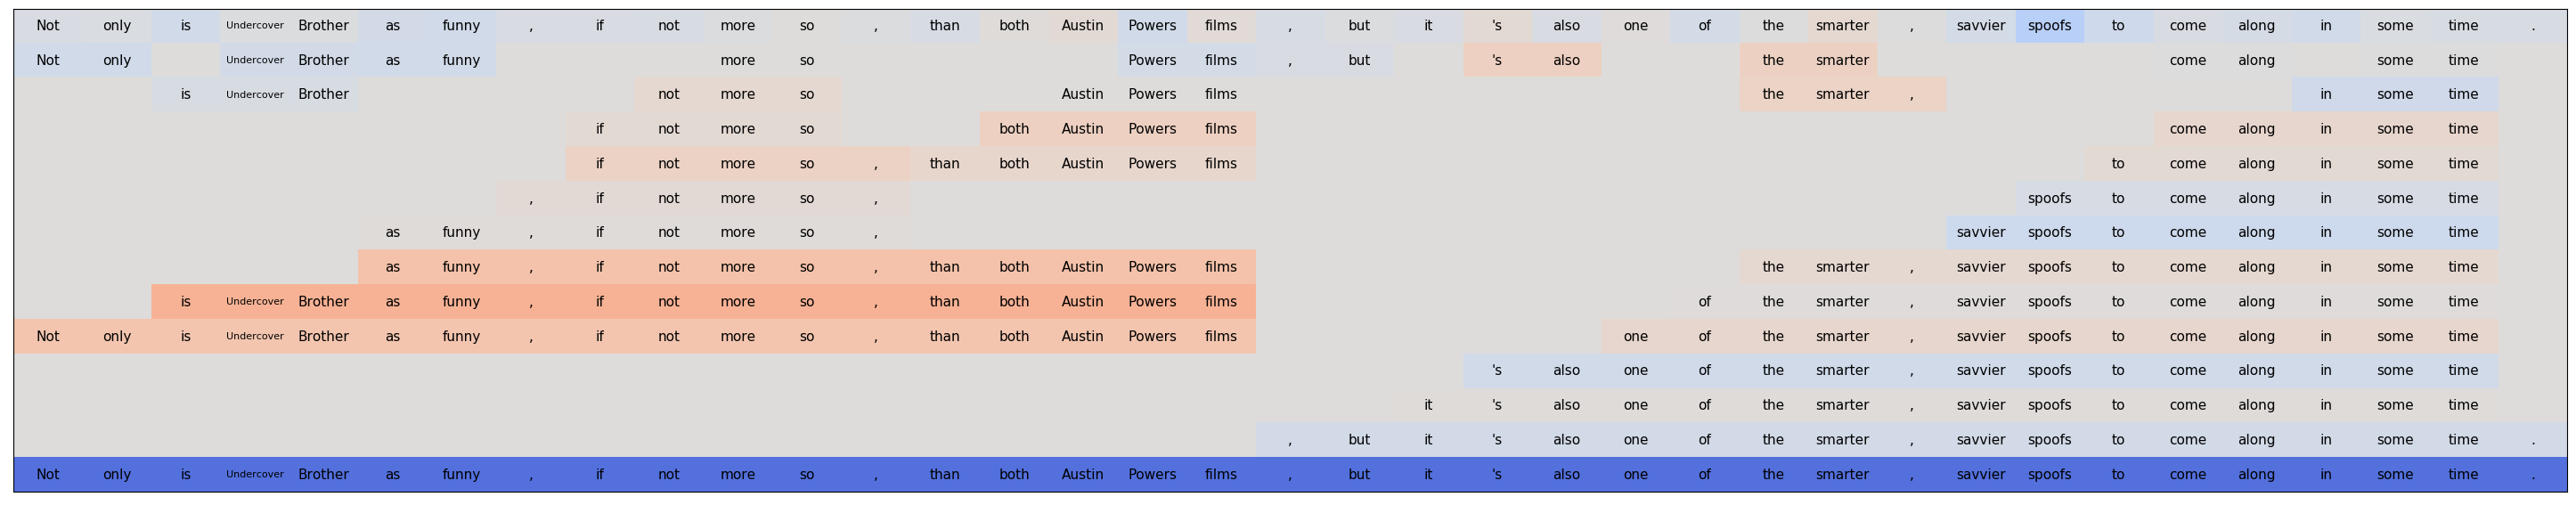 Not only is Undercover Brother as funny , if not more so , than both Austin Powers films , but it 's also one of the smarter , savvier spoofs to come along in some time .
Not only Undercover Brother as funny more so Powers films , but 's also the smarter come along some time
is Undercover Brother not more so Austin Powers films the smarter , in some time
if not more so both Austin Powers films come along in some time
if not more so , than both Austin Powers films to come along in some time
, if not more so , spoofs to come along in some time
as funny , if not more so , savvier spoofs to come along in some time
as funny , if not more so , than both Austin Powers films the smarter , savvier spoofs to come along in some time
is Undercover Brother as funny , if not more so , than both Austin Powers films of the smarter , savvier spoofs to come along in some time
Not only is Undercover Brother as funny , if not more so , than both Austin Powers films one of the smarter , savvier spoofs to come along in some time
's also one of the smarter , savvier spoofs to come along in some time
it 's also one of the smarter , savvier spoofs to come along in some time
, but it 's also one of the smarter , savvier spoofs to come along in some time .
Not only is Undercover Brother as funny , if not more so , than both Austin Powers films , but it 's also one of the smarter , savvier spoofs to come along in some time .